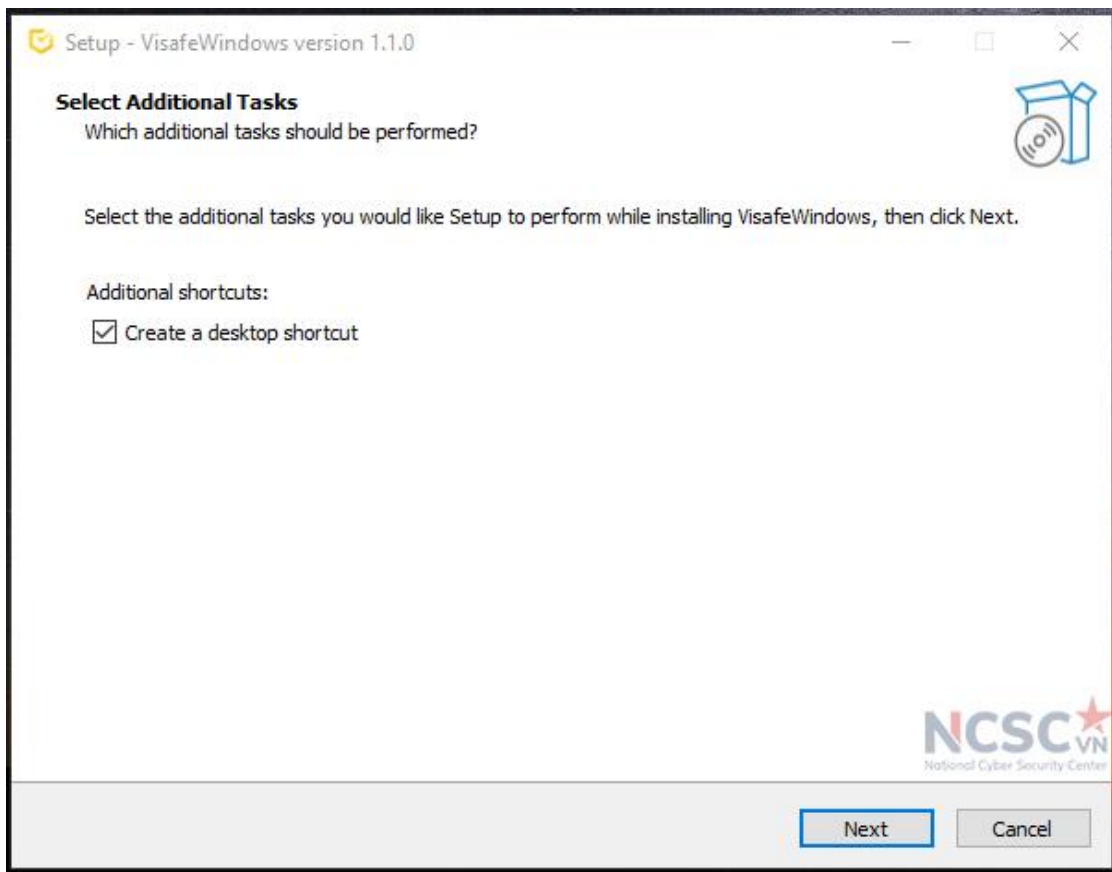 Setup - VisafeWindows version 1.1.0
Select Additional Tasks
Which additional tasks should be performed?
Select the additional tasks you would like Setup to perform while installing VisafeWindows, then click Next.
Additional shortcuts:
Create a desktop shortcut
NCSC VN
National Cyber Security Center
Next
Cancel